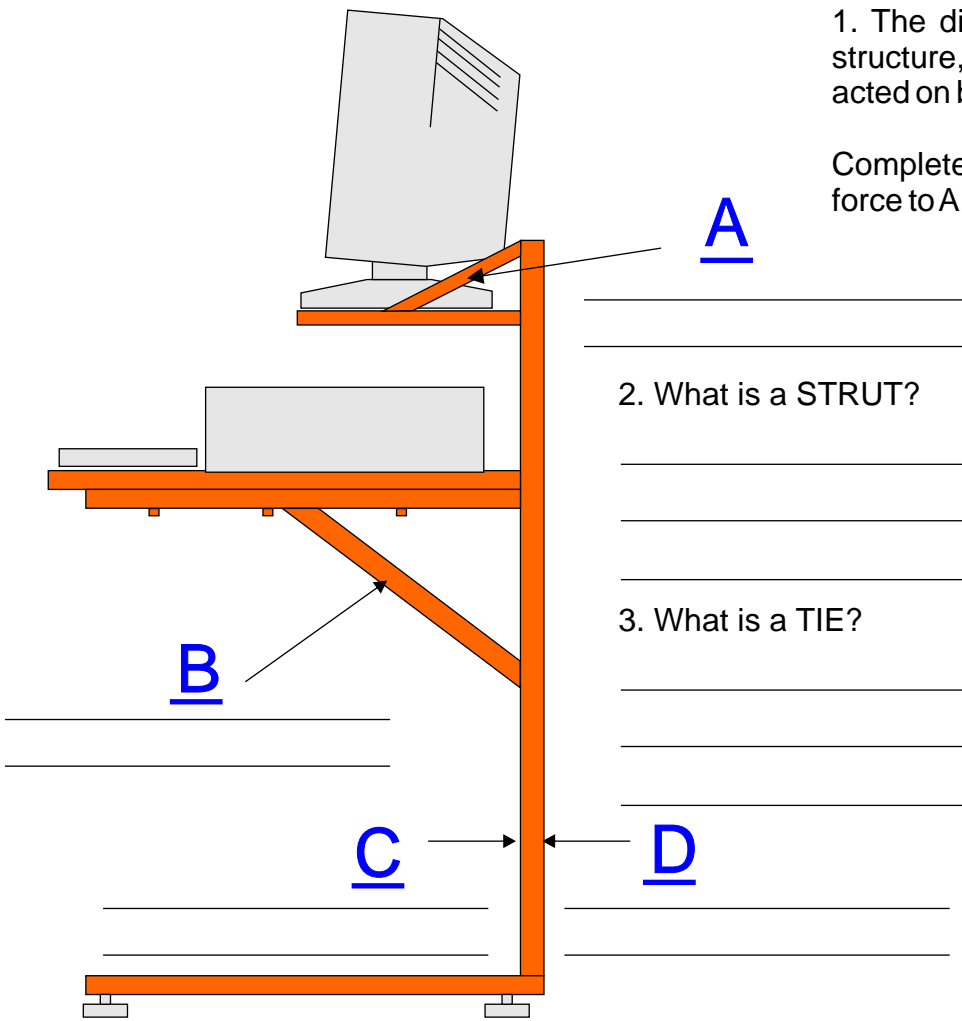 1. The di
structure,
acted on b
Complete
force to A
A
2. What is a STRUT?
3. What is a TIE?
B
C
D